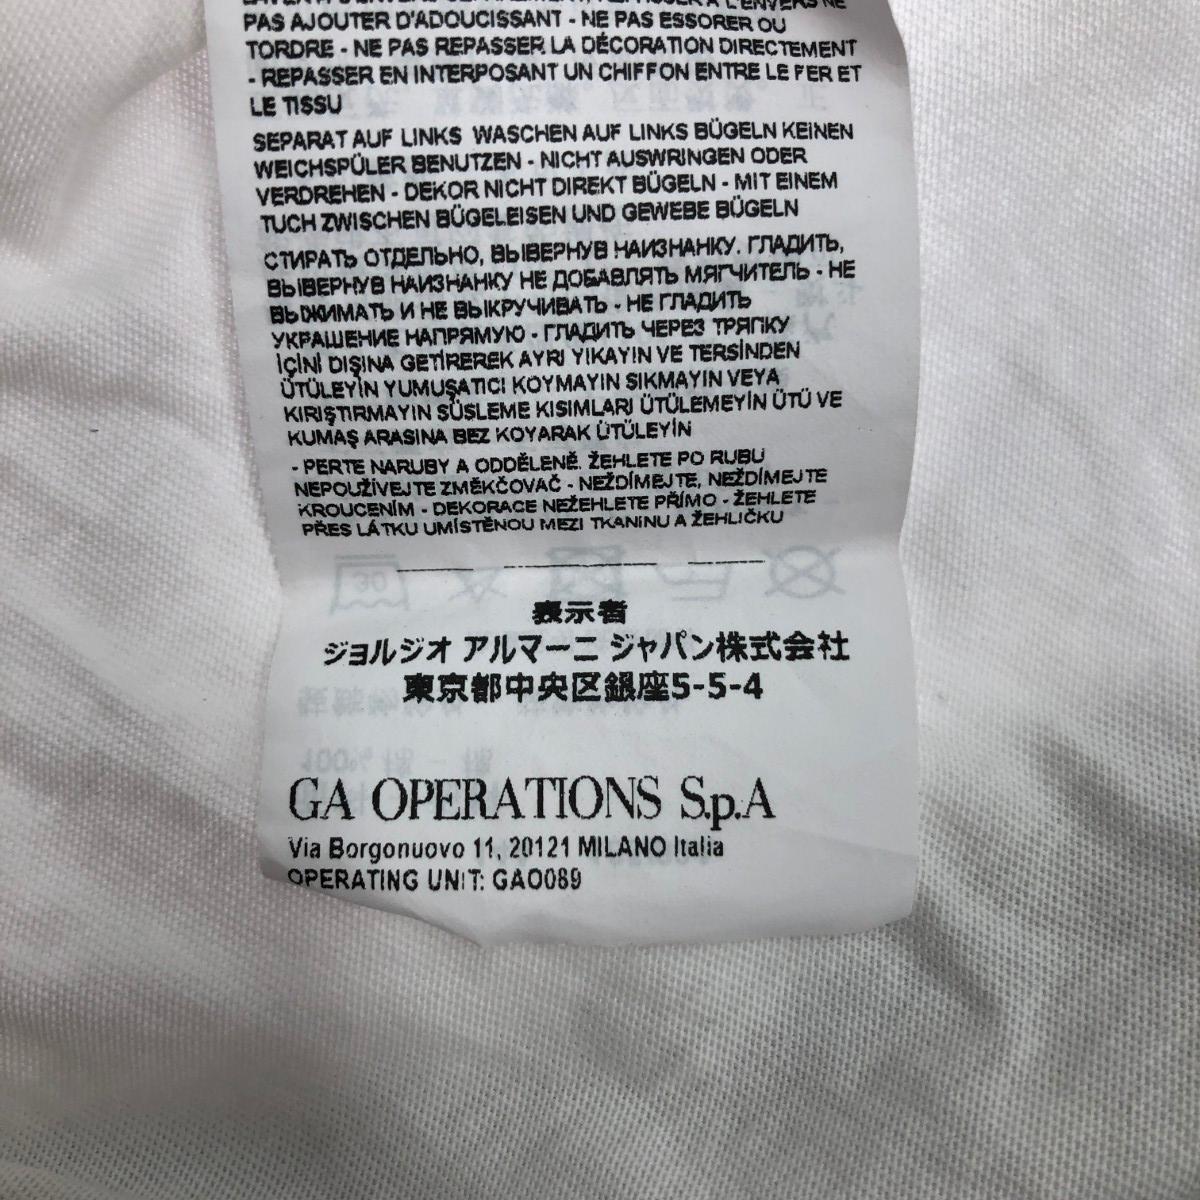 LAVER À L'ENVERS SÉPARÉMENT, REPASSER À L'ENVERS NE
PAS AJOUTER D'ADOUCISSANT - NE PAS ESSORER OU
TORDRE - NE PAS REPASSER LA DÉCORATION DIRECTEMENT
- REPASSER EN INTERPOSANT UN CHIFFON ENTRE LE FER ET
LE TISSU
SEPARAT AUF LINKS WASCHEN AUF LINKS BÜGELN KEINEN
WEICHSPÜLER BENUTZEN - NICHT AUSWRINGEN ODER
VERDREHEN - DEKOR NICHT DIREKT BÜGELN - MIT EINEM
TUCH ZWISCHEN BÜGELEISEN UND GEWEBE BÜGELN
СТИРАТЬ ОТДЕЛЬНО, ВЫВЕРНУВ НАИЗНАНКУ. ГЛАДИТЬ,
ВЫВЕРНУВ НАИЗНАНКУ НЕ ДОБАВЛЯТЬ МЯГЧИТЕЛЬ - НЕ
ВЫЖИМАТЬ И НЕ ВЫКРУЧИВАТЬ - НЕ ГЛАДИТЬ
УКРАШЕНИЕ НАПРЯМУЮ - ГЛАДИТЬ ЧЕРЕЗ ТРЯПКУ
İÇİNİ DIŞINA GETİREREK AYRI YIKAYIN VE TERSİNDEN
ÜTÜLEYİN YUMUŞATICI KOYMAYIN SIKMAYIN VEYA
KIRIŞTIRMAYIN SÜSLEME KISIMLARI ÜTÜLEMEYİN ÜTÜ VE
KUMAŞ ARASINA BEZ KOYARAK ÜTÜLEYİN
- PERTE NARUBY A ODDĚLENĚ. ŽEHLETE PO RUBU
NEPOUŽÍVEJTE ZMĚKČOVAČ - NEŽDÍMEJTE, NEŽDÍMEJTE
KROUCENÍM - DEKORACE NEŽEHLETE PŘÍMO - ŽEHLETE
PŘES LÁTKU UMÍSTĚNOU MEZI TKANINU A ŽEHLIČKU
表示者
ジョルジオ アルマーニ ジャパン株式会社
東京都中央区銀座5-5-4
GA OPERATIONS S.p.A
Via Borgonuovo 11, 20121 MILANO Italia
OPERATING UNIT: GAO089